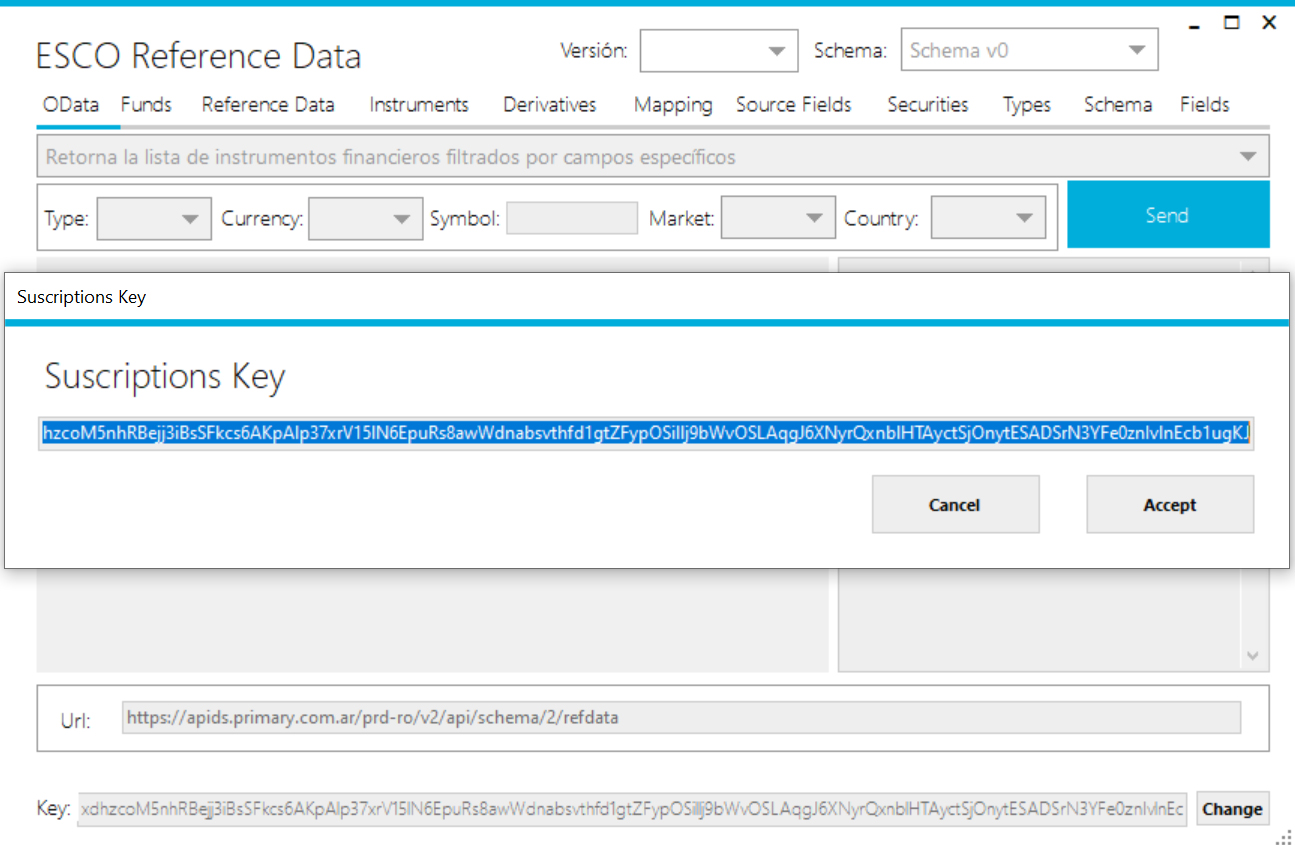 ESCO Reference Data
Versión:
Schema: Schema v0
OData Funds Reference Data Instruments Derivatives Mapping Source Fields Securities Types Schema Fields
Retorna la lista de instrumentos financieros filtrados por campos específicos
Type: Currency: Symbol: Market: Country: Send
Suscriptions Key
Suscriptions Key
Cancel Accept
Url: https://apids.primary.com.ar/prd-ro/v2/api/schema/2/refdata
Key: Change